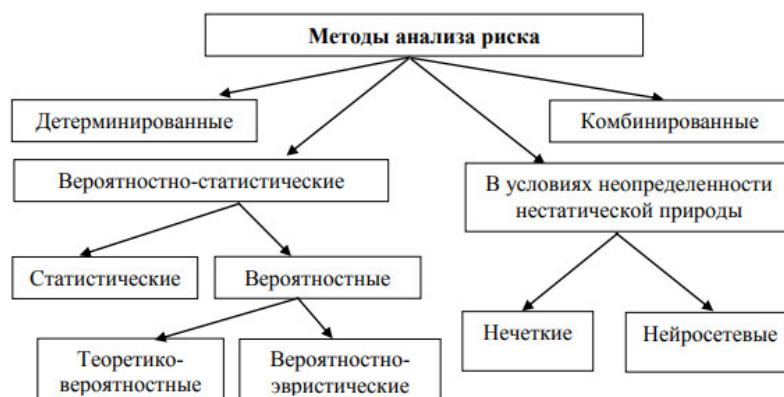 Методы анализа риска
Детерминированные
Комбинированные
Вероятностно-статистические
В условиях неопределенности
нестатической природы
Статистические
Вероятностные
Нечеткие
Нейросетевые
Теоретико-
вероятностные
Вероятностно-
эвристические